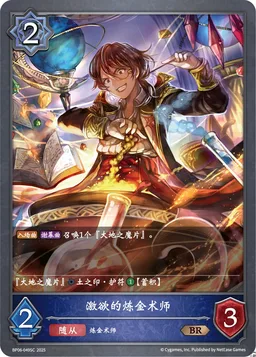 2
入场曲 谢幕曲 召唤1个『大地之魔片』。
『大地之魔片』土之印·护符 1【蓄积】
激欲的炼金术师
2
随从 炼金术师
BR
3
BP06-049SC 2025
© Cygames, Inc. Published by NetEase Games